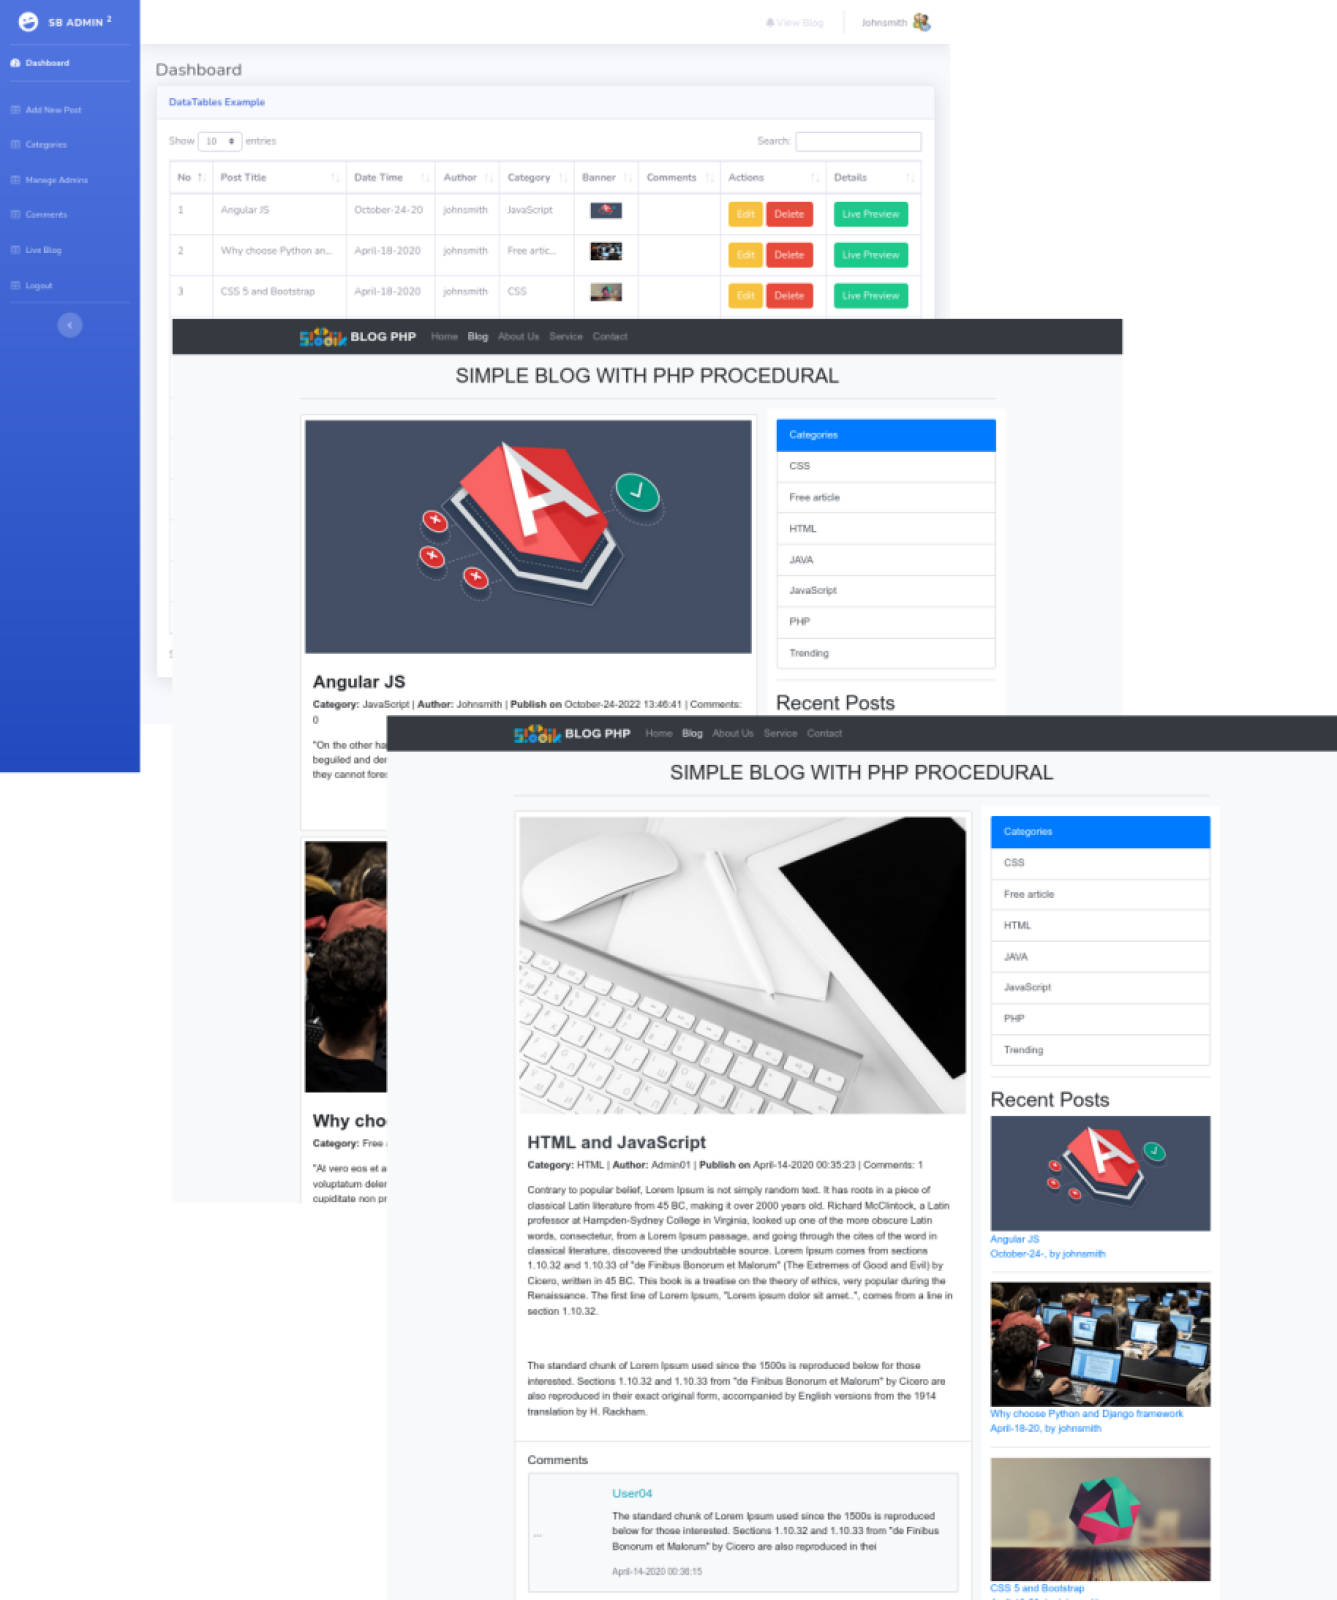 SB ADMIN 2
Dashboard
Add New Post
Categories
Manage Admins
Comments
Live Blog
Logout
View Blog
Johnsmith
Dashboard
DataTables Example
Show 10 entries
Search:
No Post Title Date Time Author Category Banner Comments Actions Details
1 Angular JS October-24-20 johnsmith JavaScript Edit Delete Live Preview
2 Why choose Python an... April-18-2020 johnsmith Free artic... Edit Delete Live Preview
3 CSS 5 and Bootstrap April-18-2020 johnsmith CSS Edit Delete Live Preview
BLOG PHP Home Blog About Us Service Contact
SIMPLE BLOG WITH PHP PROCEDURAL
Angular JS
Category: JavaScript | Author: Johnsmith | Publish on October-24-2022 13:46:41 | Comments:
0
"On the other ha
beguiled and der
they cannot fores
Why cho
Category: Free
"At vero eos et a
voluptatum delen
cupiditate non pr
Categories
CSS
Free article
HTML
JAVA
JavaScript
PHP
Trending
Recent Posts
BLOG PHP Home Blog About Us Service Contact
SIMPLE BLOG WITH PHP PROCEDURAL
HTML and JavaScript
Category: HTML | Author: Admin01 | Publish on April-14-2020 00:35:23 | Comments: 1
Contrary to popular belief, Lorem Ipsum is not simply random text. It has roots in a piece of
classical Latin literature from 45 BC, making it over 2000 years old. Richard McClintock, a Latin
professor at Hampden-Sydney College in Virginia, looked up one of the more obscure Latin
words, consectetur, from a Lorem Ipsum passage, and going through the cites of the word in
classical literature, discovered the undoubtable source. Lorem Ipsum comes from sections
1.10.32 and 1.10.33 of "de Finibus Bonorum et Malorum" (The Extremes of Good and Evil) by
Cicero, written in 45 BC. This book is a treatise on the theory of ethics, very popular during the
Renaissance. The first line of Lorem Ipsum, "Lorem ipsum dolor sit amet..", comes from a line in
section 1.10.32.
The standard chunk of Lorem Ipsum used since the 1500s is reproduced below for those
interested. Sections 1.10.32 and 1.10.33 from "de Finibus Bonorum et Malorum" by Cicero are
also reproduced in their exact original form, accompanied by English versions from the 1914
translation by H. Rackham.
Comments
...
User04
The standard chunk of Lorem Ipsum used since the 1500s is reproduced
below for those interested. Sections 1.10.32 and 1.10.33 from "de Finibus
Bonorum et Malorum" by Cicero are also reproduced in thei
April-14-2020 00:36:15
Categories
CSS
Free article
HTML
JAVA
JavaScript
PHP
Trending
Recent Posts
Angular JS
October-24-, by johnsmith
Why choose Python and Django framework
April-18-20, by johnsmith
CSS 5 and Bootstrap